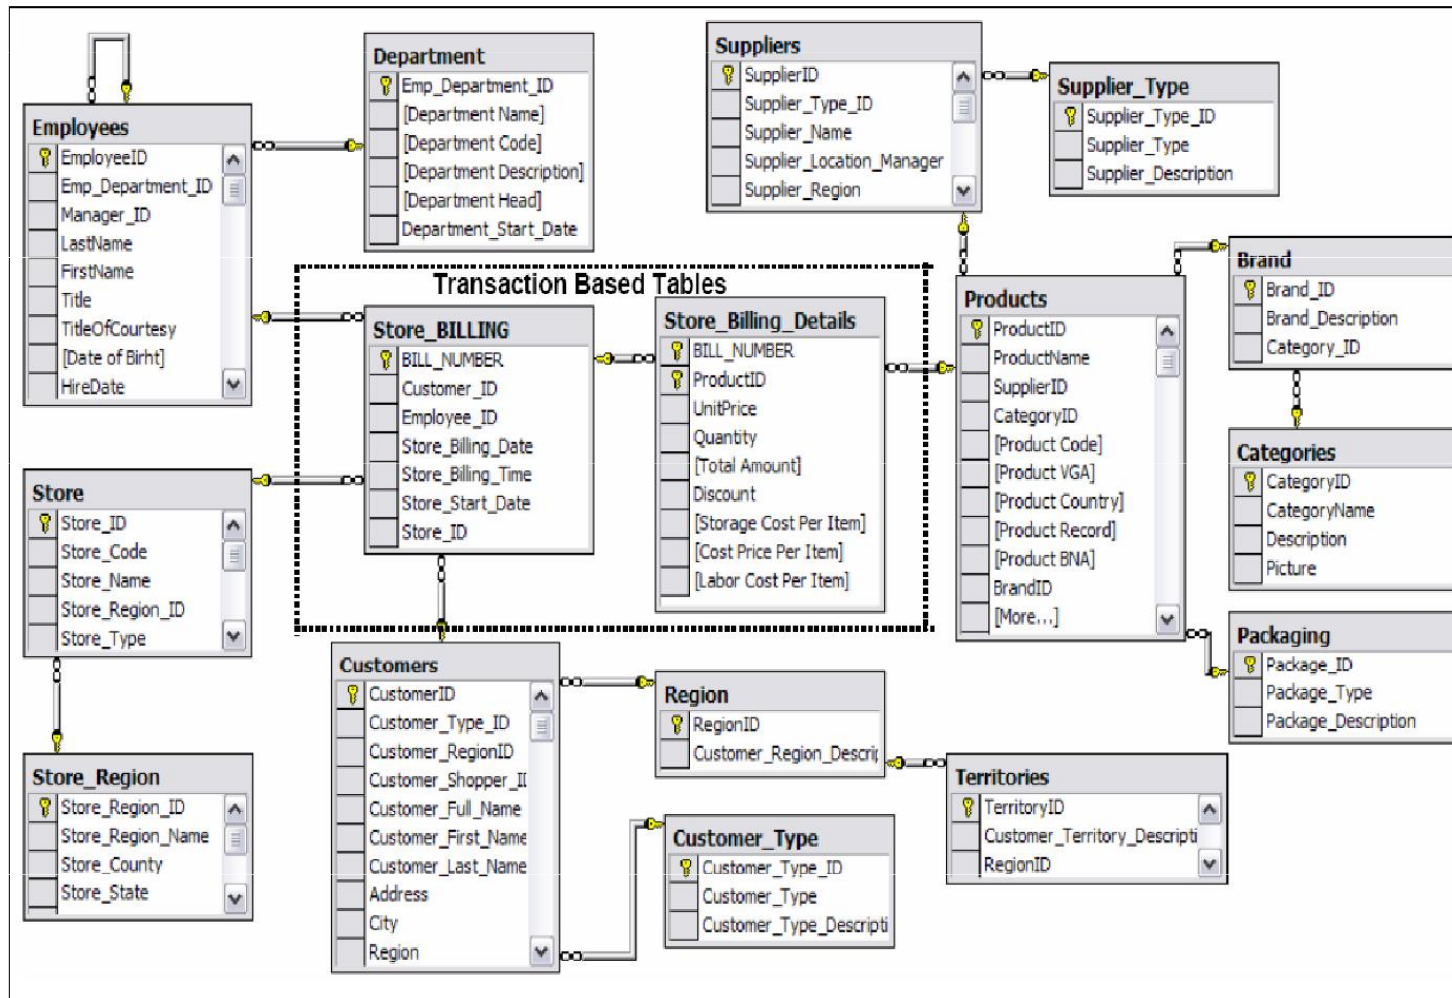 Department
Emp_Department_ID
[Department Name]
[Department Code]
[Department Description]
[Department Head]
Department_Start_Date
Suppliers
SupplierID
Supplier_Type_ID
Supplier_Name
Supplier_Location_Manager
Supplier_Region
Supplier_Type
Supplier_Type_ID
Supplier_Type
Supplier_Description
Employees
EmployeeID
Emp_Department_ID
Manager_ID
LastName
FirstName
Title
TitleOfCourtesy
[Date of Birht]
HireDate
Transaction Based Tables
Store_BILLING
BILL_NUMBER
Customer_ID
Employee_ID
Store_Billing_Date
Store_Billing_Time
Store_Start_Date
Store_ID
Store_Billing_Details
BILL_NUMBER
ProductID
UnitPrice
Quantity
[Total Amount]
Discount
[Storage Cost Per Item]
[Cost Price Per Item]
[Labor Cost Per Item]
Products
ProductID
ProductName
SupplierID
CategoryID
[Product Code]
[Product VGA]
[Product Country]
[Product Record]
[Product BNA]
BrandID
[More...]
Brand
Brand_ID
Brand_Description
Category_ID
Categories
CategoryID
CategoryName
Description
Picture
Packaging
Package_ID
Package_Type
Package_Description
Store
Store_ID
Store_Code
Store_Name
Store_Region_ID
Store_Type
Store_Region
Store_Region_ID
Store_Region_Name
Store_County
Store_State
Customers
CustomerID
Customer_Type_ID
Customer_RegionID
Customer_Shopper_ID
Customer_Full_Name
Customer_First_Name
Customer_Last_Name
Address
City
Region
Region
RegionID
Customer_Region_Descrip
Customer_Type
Customer_Type_ID
Customer_Type
Customer_Type_Descripti
Territories
TerritoryID
Customer_Territory_Descripti
RegionID